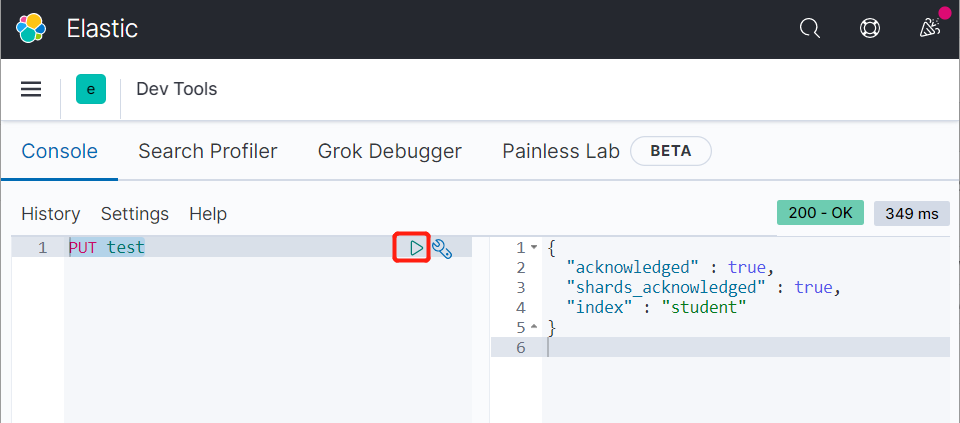 Elastic
e Dev Tools
Console Search Profiler Grok Debugger Painless Lab BETA
History Settings Help 200 - OK 349 ms
1 PUT test
1 {
2 "acknowledged" : true,
3 "shards_acknowledged" : true,
4 "index" : "student"
5 }
6